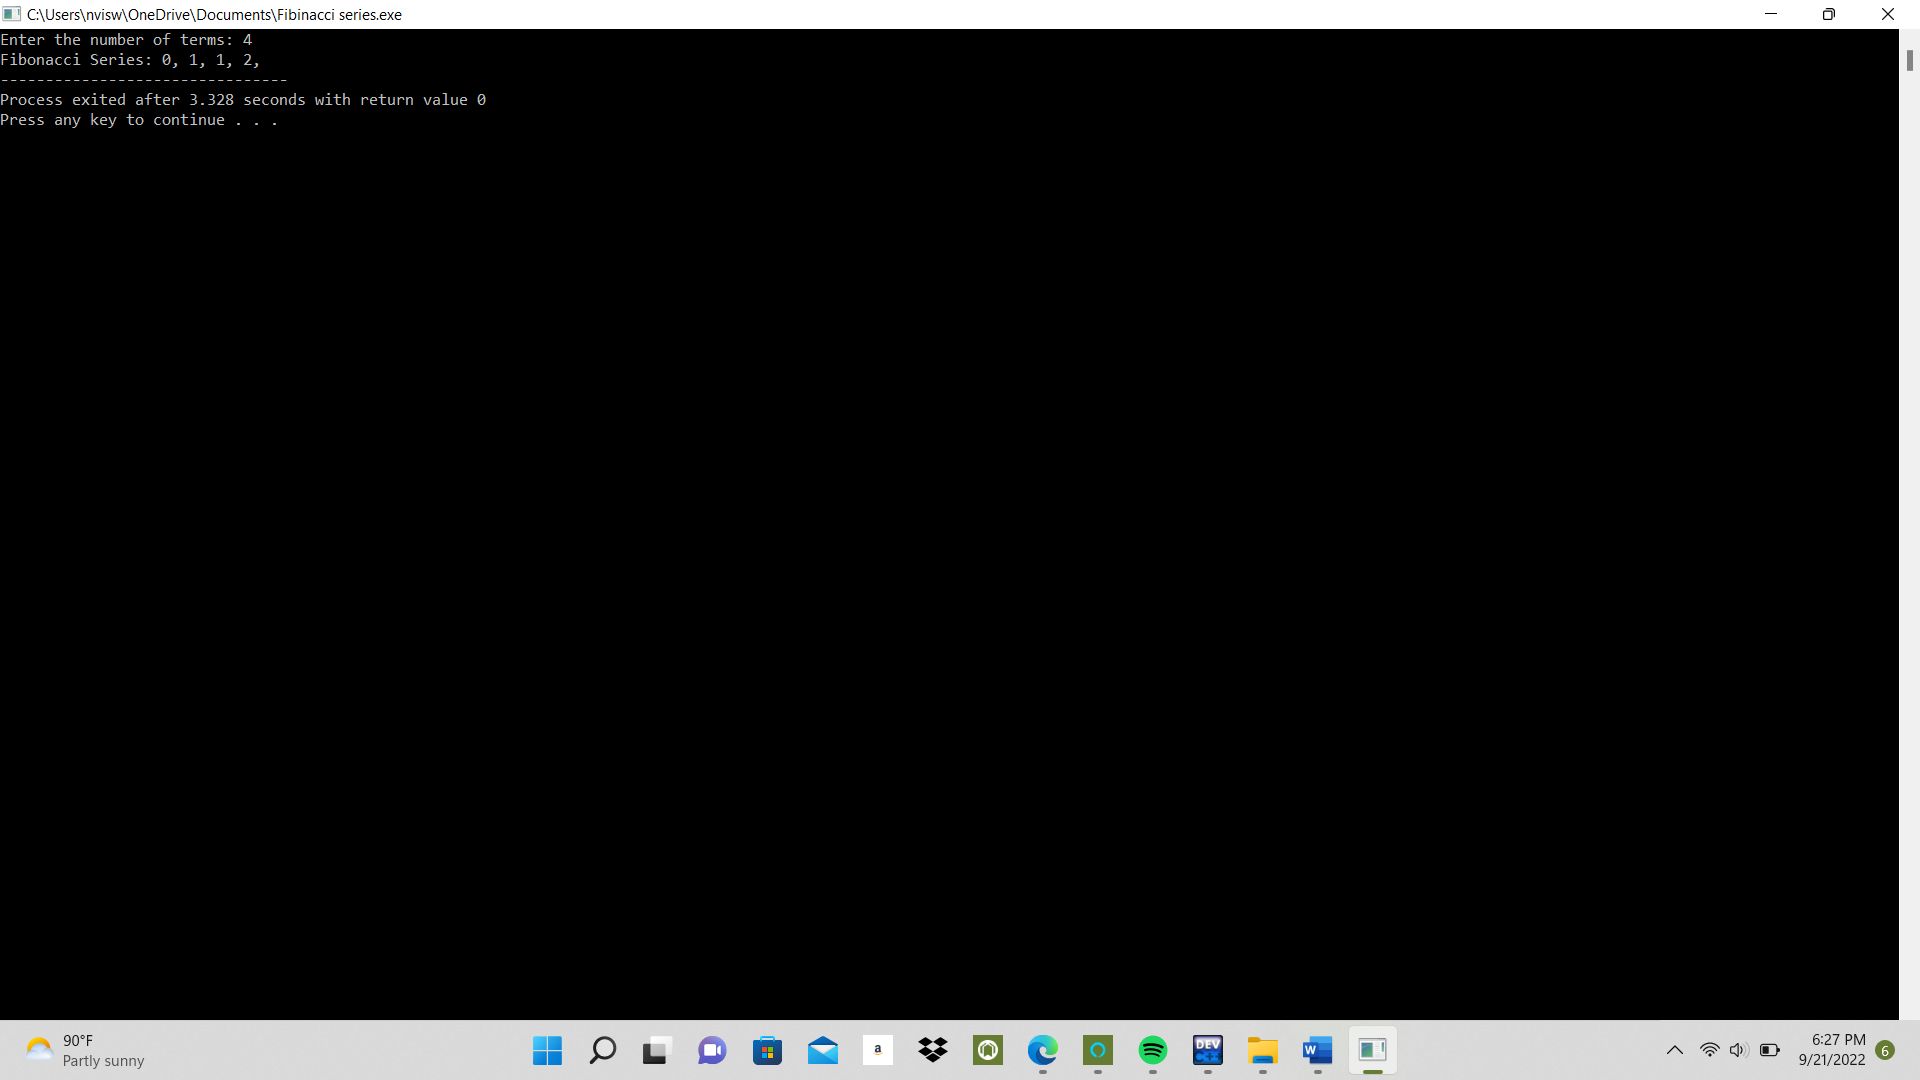 C:\Users\nvisw\OneDrive\Documents\Fibinacci series.exe
Enter the number of terms: 4
Fibonacci Series: 0, 1, 1, 2,
--------------------------------
Process exited after 3.328 seconds with return value 0
Press any key to continue . . .
90°F
Partly sunny
a
DEV
C++
W
6:27 PM
9/21/2022
6